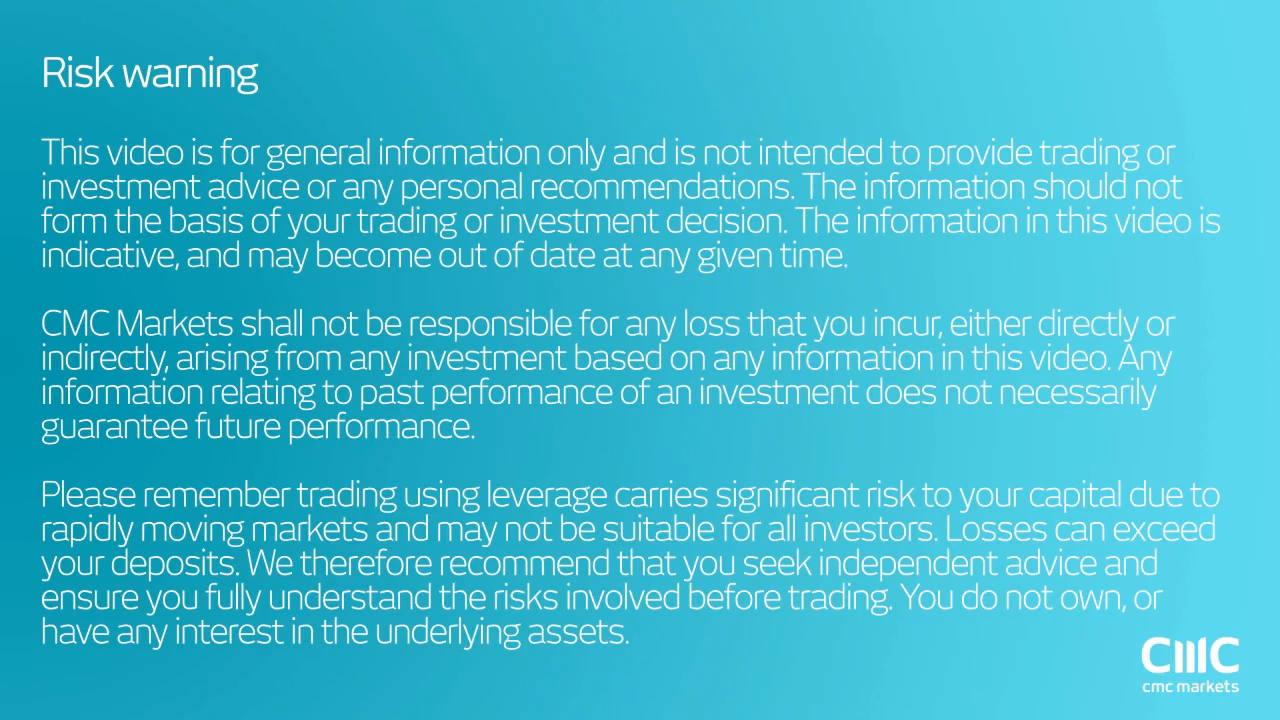 Risk warning
This video is for general information only and is not intended to provide trading or
investment advice or any personal recommendations. The information should not
form the basis of your trading or investment decision. The information in this video is
indicative, and may become out of date at any given time.
CMC Markets shall not be responsible for any loss that you incur, either directly or
indirectly, arising from any investment based on any information in this video. Any
information relating to past performance of an investment does not necessarily
guarantee future performance.
Please remember trading using leverage carries significant risk to your capital due to
rapidly moving markets and may not be suitable for all investors. Losses can exceed
your deposits. We therefore recommend that you seek independent advice and
ensure you fully understand the risks involved before trading. You do not own, or
have any interest in the underlying assets.
CMC
cmc markets